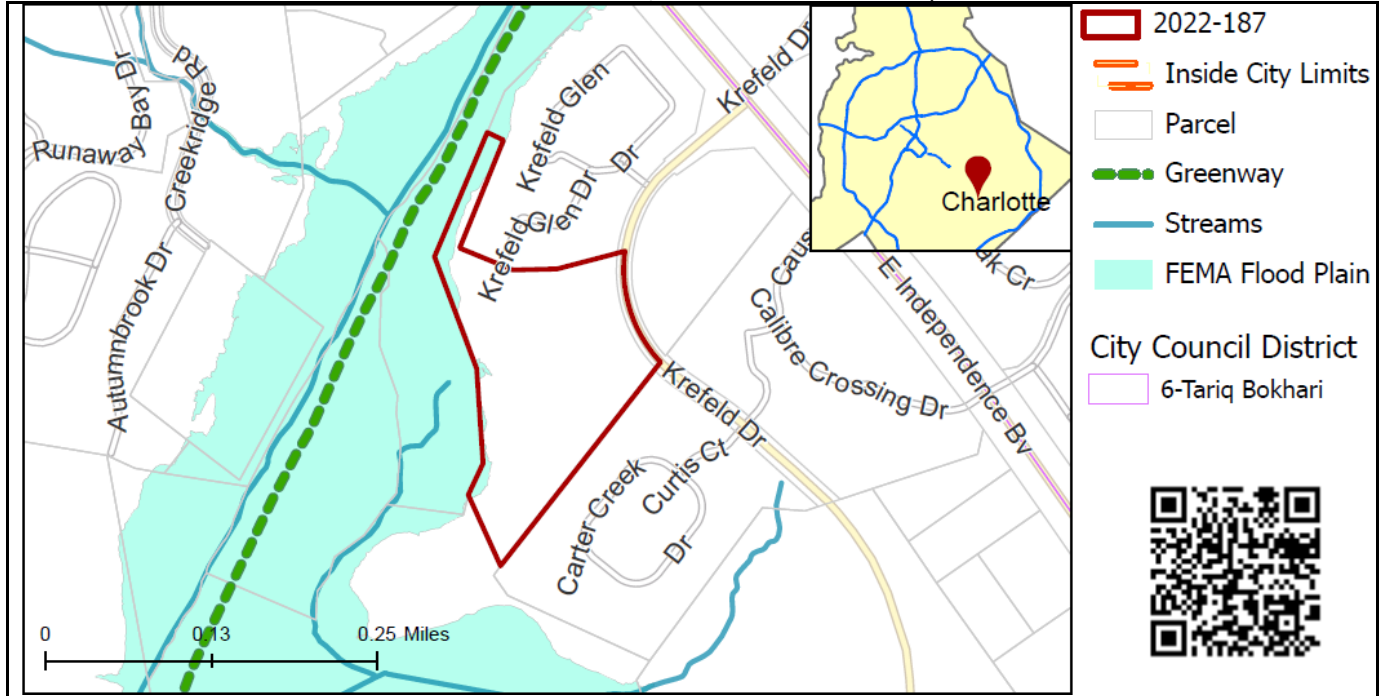 Runaway Bay Dr
Creekridge Rd
Autumnbrook Dr
Krefeld Glen
Dr
Krefeld Glen Dr
Krefeld Dr
Krefeld Dr
Calibre Crossing Dr
E Independence Bv
Curtis Ct
Carter Creek
Dr
0
0.13
0.25 Miles
Charlotte
2022-187
Inside City Limits
Parcel
Greenway
Streams
FEMA Flood Plain
City Council District
6-Tariq Bokhari